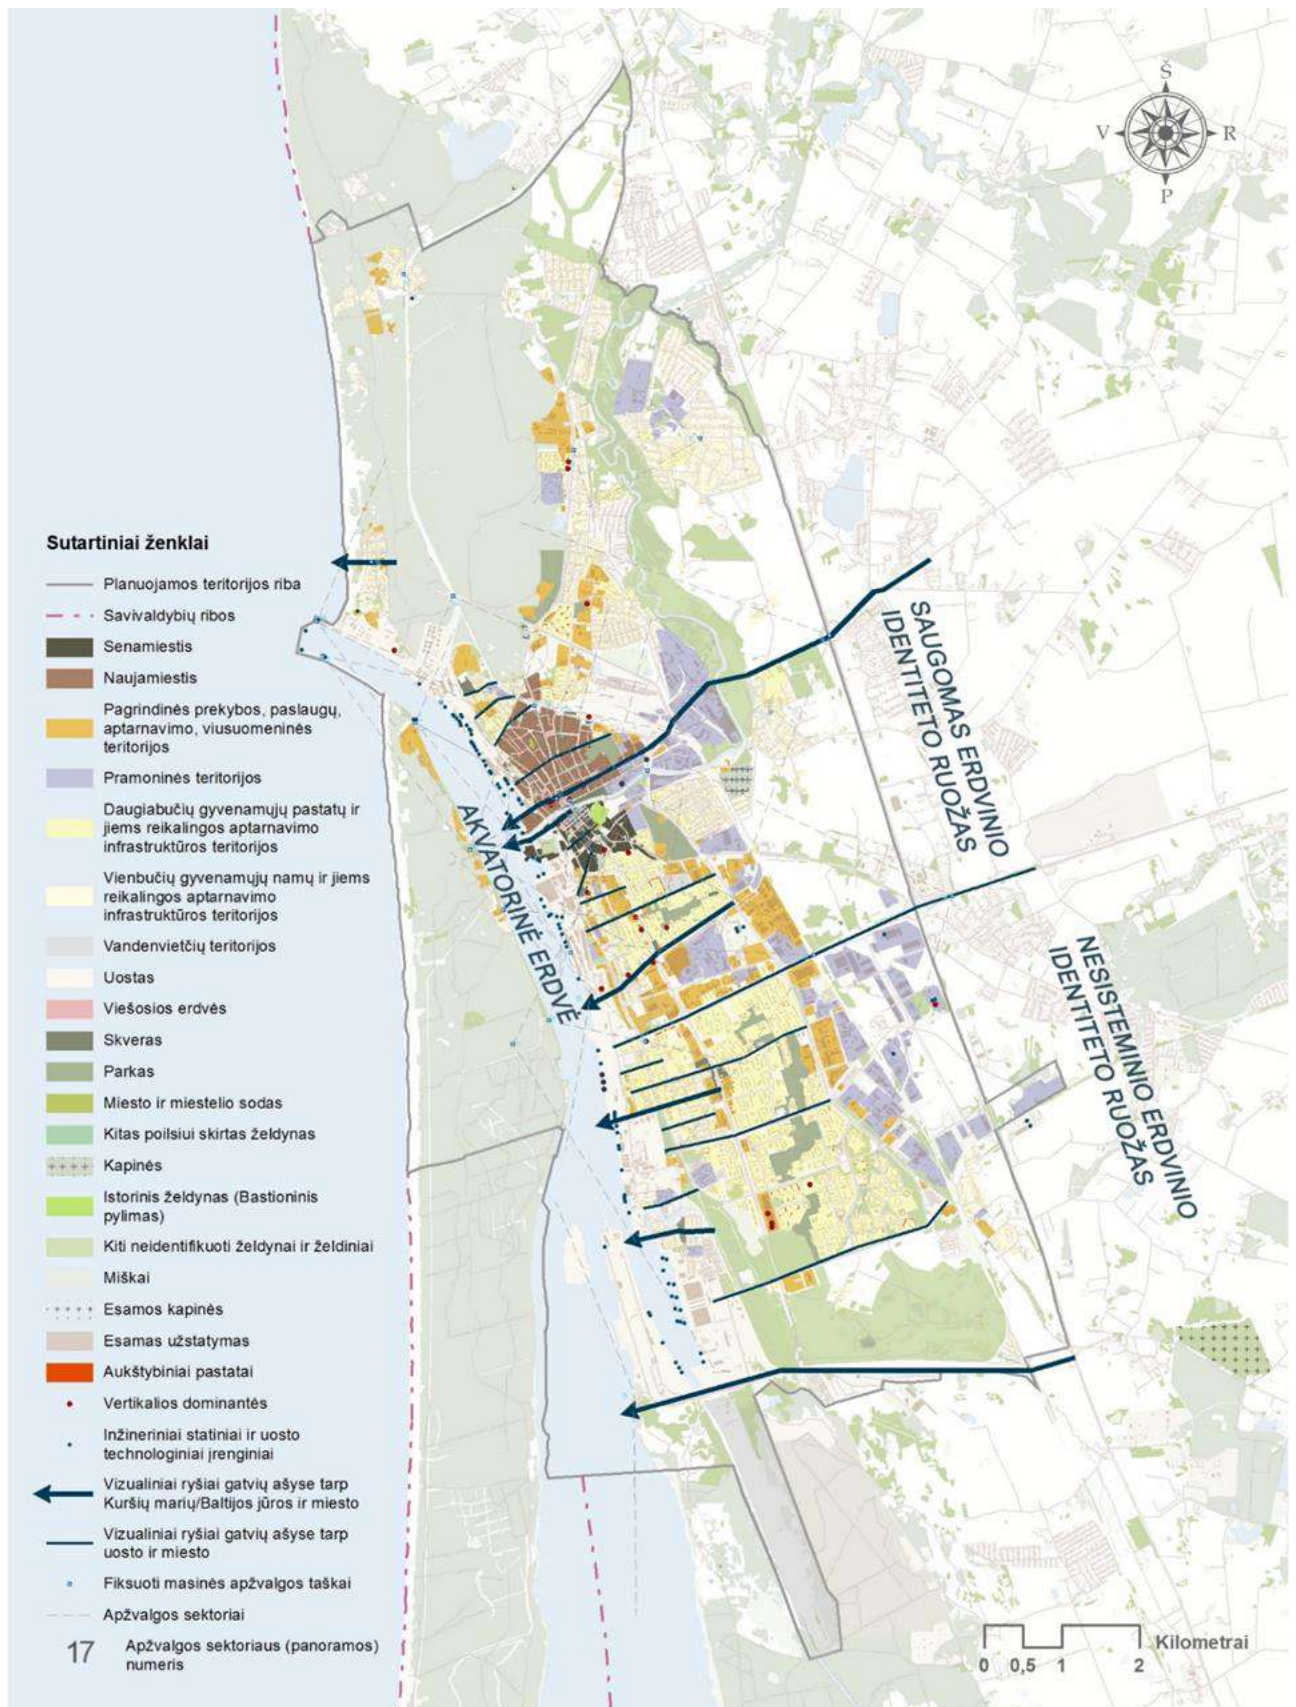 Š
V
R
P
Sutartiniai ženklai
Planuojamos teritorijos riba
Savivaldybių ribos
Senamiestis
Naujamiestis
Pagrindinės prekybos, paslaugų,
aptarnavimo, viusuomeninės
teritorijos
Pramoninės teritorijos
Daugiabučių gyvenamųjų pastatų ir
jiems reikalingos aptarnavimo
infrastruktūros teritorijos
Vienbučių gyvenamųjų namų ir jiems
reikalingos aptarnavimo
infrastruktūros teritorijos
Vandenviečių teritorijos
Uostas
Viešosios erdvės
Skveras
Parkas
Miesto ir miestelio sodas
Kitas poilsiui skirtas želdynas
Kapinės
Istorinis želdynas (Bastioninis
pylimas)
Kiti neidentifikuoti želdynai ir želdiniai
Miškai
Esamos kapinės
Esamas užstatymas
Aukštybiniai pastatai
Vertikalios dominantės
Inžineriniai statiniai ir uosto
technologiniai įrenginiai
Vizualiniai ryšiai gatvių ašyse tarp
Kuršių marių/Baltijos jūros ir miesto
Vizualiniai ryšiai gatvių ašyse tarp
uosto ir miesto
Fiksuoti masinės apžvalgos taškai
Apžvalgos sektoriai
17 Apžvalgos sektoriaus (panoramos)
numeris
AKVATORINĖ ERDVĖ
SAUGOMAS ERDVINIO
IDENTITETO RUOŽAS
NESISTEMINIO ERDVINIO
IDENTITETO RUOŽAS
Kilometrai
0 0,5 1 2